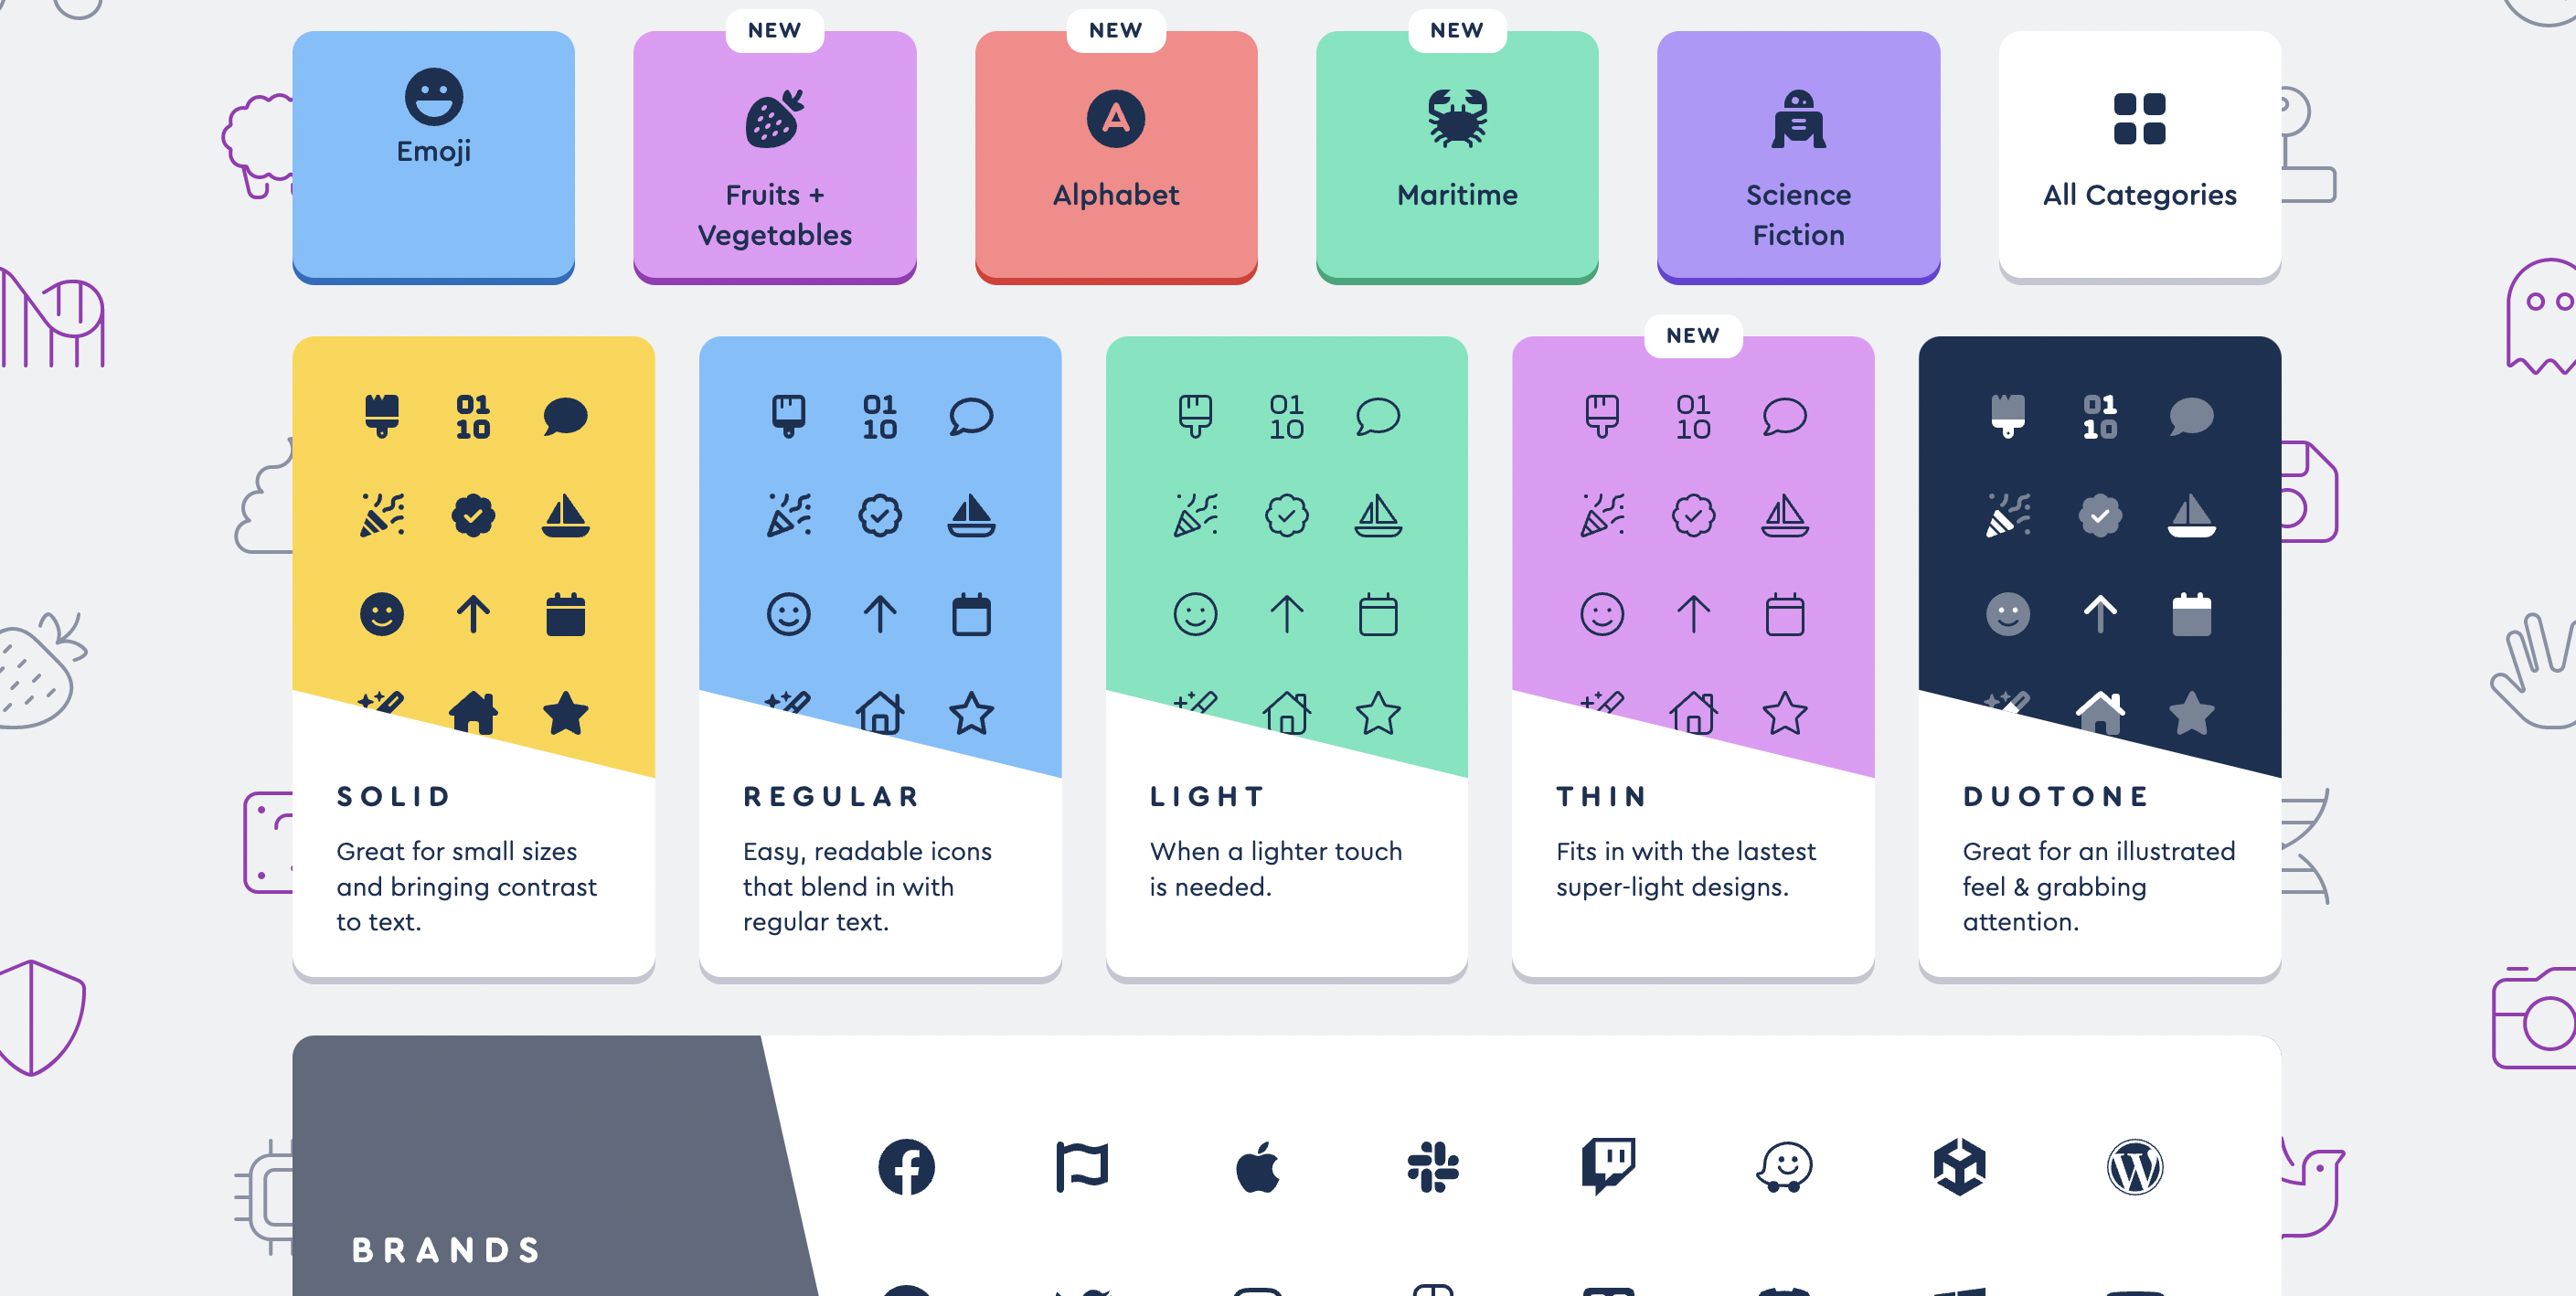 NEW
NEW
NEW
Emoji
Fruits +
Vegetables
Alphabet
Maritime
Science
Fiction
All Categories
NEW
01
10
01
10
01
10
01
10
01
10
SOLID
Great for small sizes
and bringing contrast
to text.
REGULAR
Easy, readable icons
that blend in with
regular text.
LIGHT
When a lighter touch
is needed.
THIN
Fits in with the lastest
super-light designs.
DUOTONE
Great for an illustrated
feel & grabbing
attention.
BRANDS